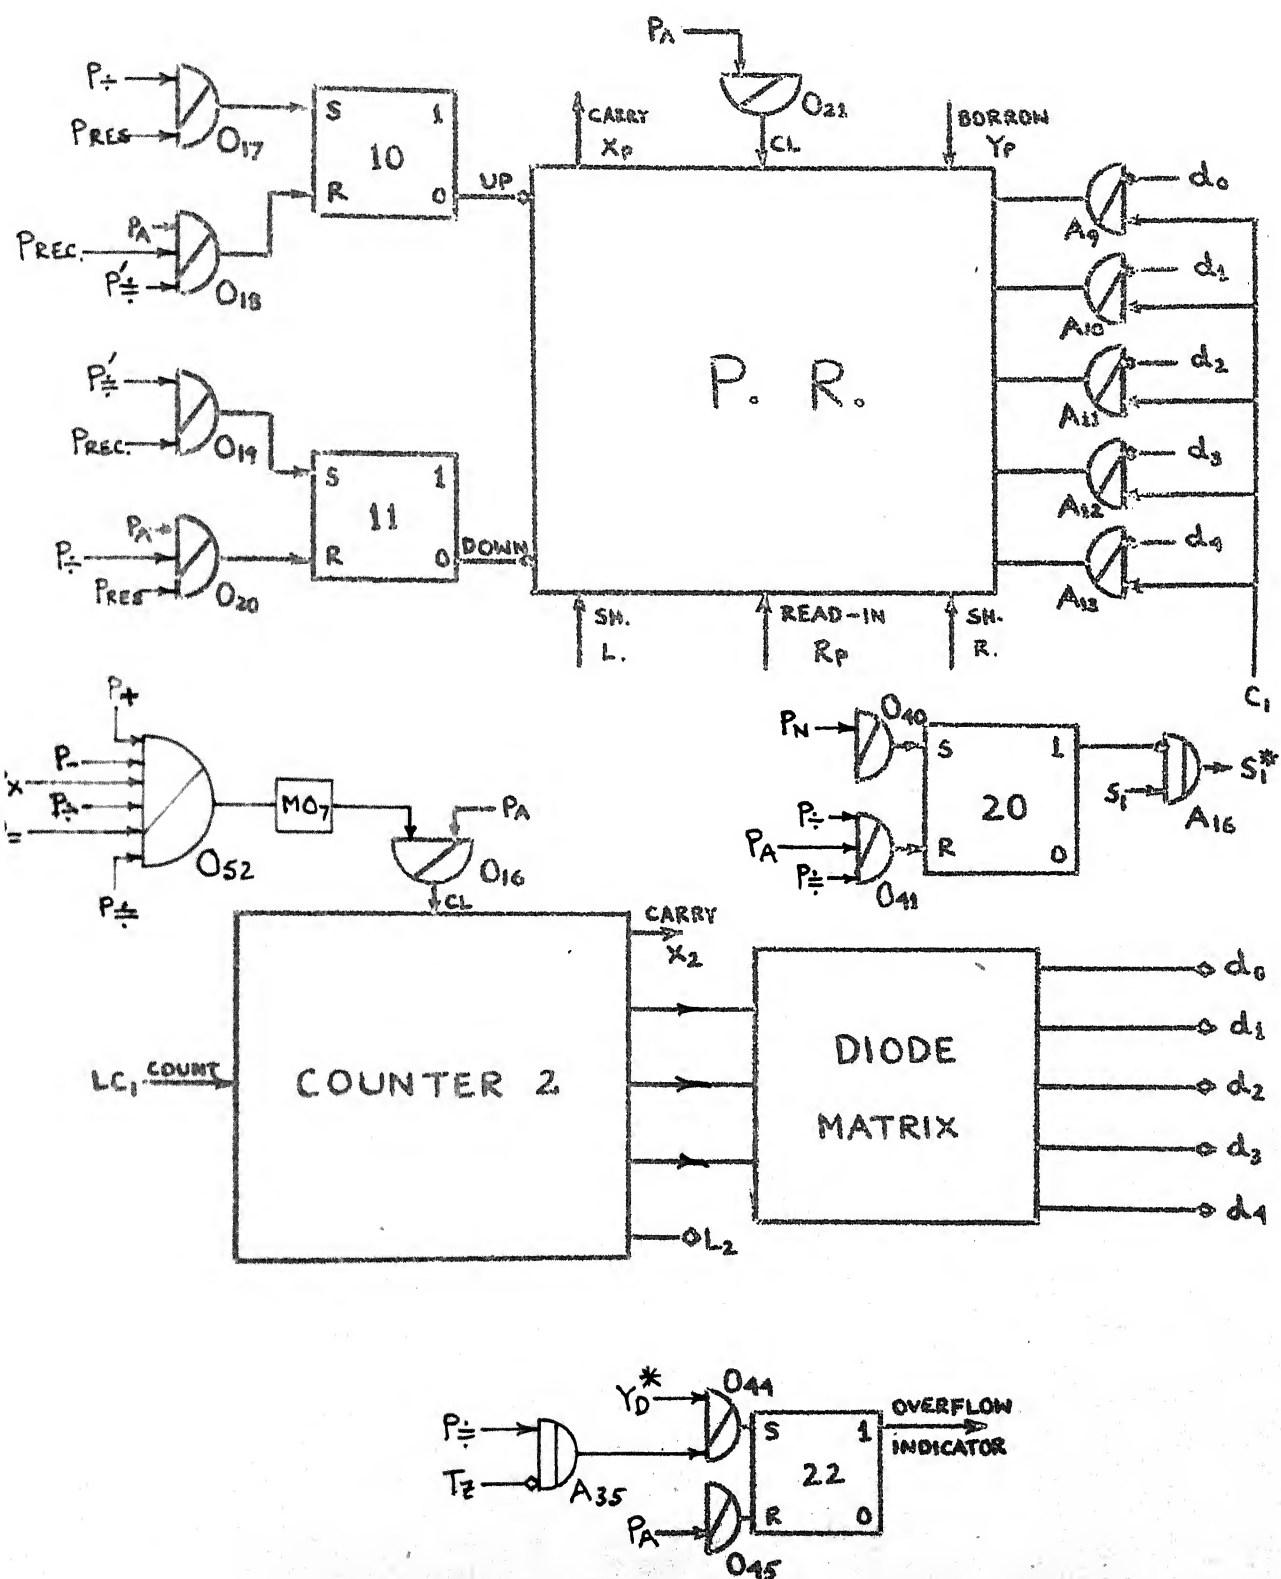 PA
O21
CL
CARRY
XP
BORROW
YP
P÷
PRES
O17
S 1
10
R 0
UP
PA
PREC.
P'≑
O18
P'≑
PREC.
O19
S 1
11
R 0
DOWN
PA
P÷
PRES
O20
P. R.
d0
A9
d1
A10
d2
A11
d3
A12
d4
A13
C1
SH.
L.
READ-IN
RP
SH.
R.
P+
P-
X
P÷
=
P≑
O52
MO7
PA
O16
CL
PN
O40
S 1
20
R 0
P÷
PA
P≑
O41
S1
A16
S1*
LC1 COUNT
COUNTER 2
CARRY
X2
L2
DIODE
MATRIX
d0
d1
d2
d3
d4
YD*
O44
P≑
TZ
A35
S 1
22
R 0
PA
O45
OVERFLOW
INDICATOR